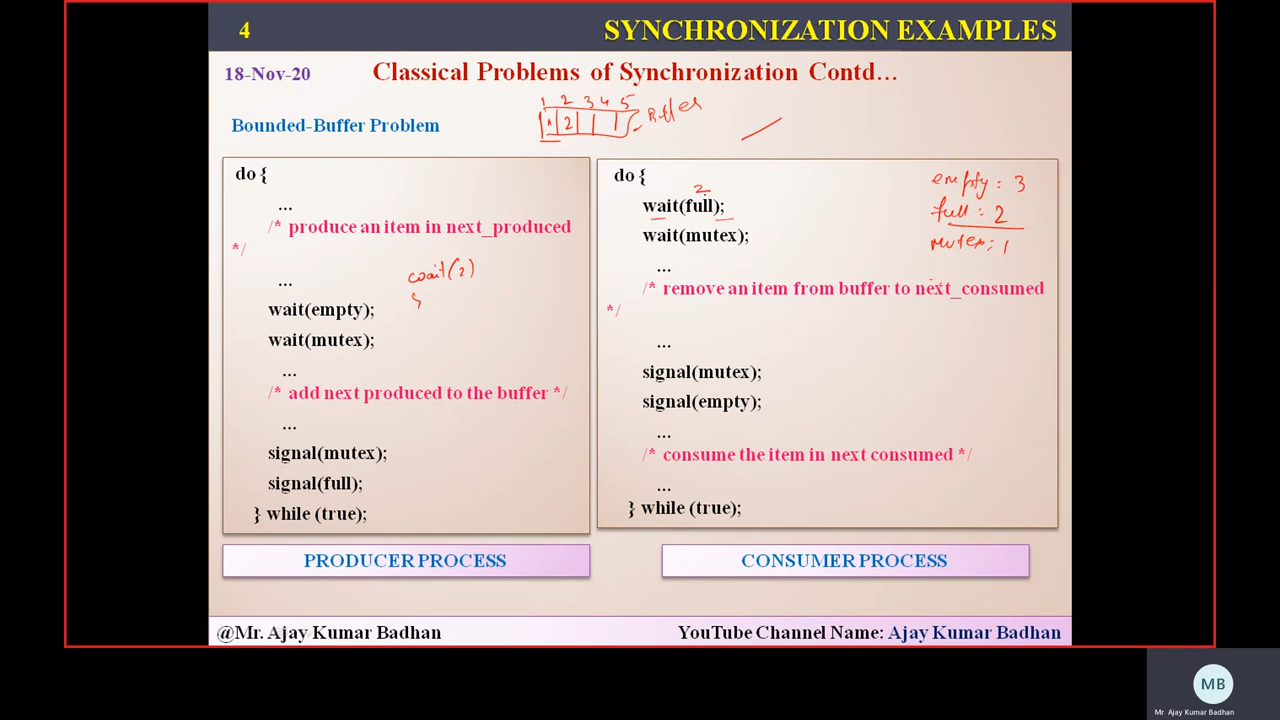 4
SYNCHRONIZATION EXAMPLES
18-Nov-20
Classical Problems of Synchronization Contd...
1 2 3 4 5
Buffer
2
Bounded-Buffer Problem
do {
...
/* produce an item in next_produced
*/
...
wait(2)
wait(empty);
wait(mutex);
...
/* add next produced to the buffer */
...
signal(mutex);
signal(full);
} while (true);
PRODUCER PROCESS
do {
2
wait(full);
wait(mutex);
...
/* remove an item from buffer to next_consumed
*/
...
signal(mutex);
signal(empty);
...
/* consume the item in next consumed */
...
} while (true);
empty: 3
full: 2
mutex: 1
CONSUMER PROCESS
@Mr. Ajay Kumar Badhan
YouTube Channel Name: Ajay Kumar Badhan
MB
Mr Ajay Kumar Badhan